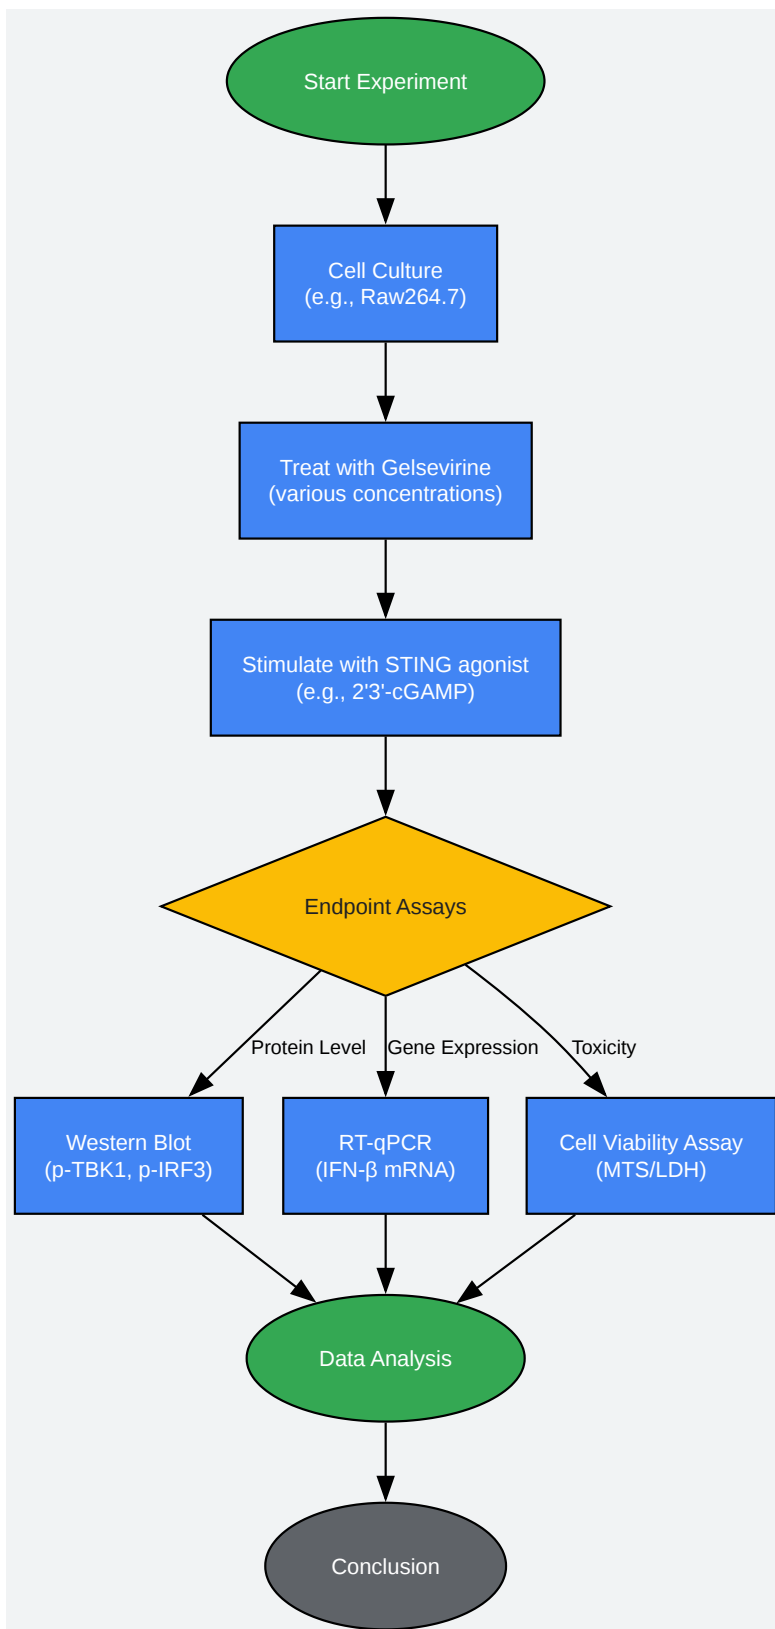 Start Experiment
Cell Culture
(e.g., Raw264.7)
Treat with Gelsevirine
(various concentrations)
Stimulate with STING agonist
(e.g., 2'3'-cGAMP)
Endpoint Assays
Protein Level
Gene Expression
Toxicity
Western Blot
(p-TBK1, p-IRF3)
RT-qPCR
(IFN-β mRNA)
Cell Viability Assay
(MTS/LDH)
Data Analysis
Conclusion